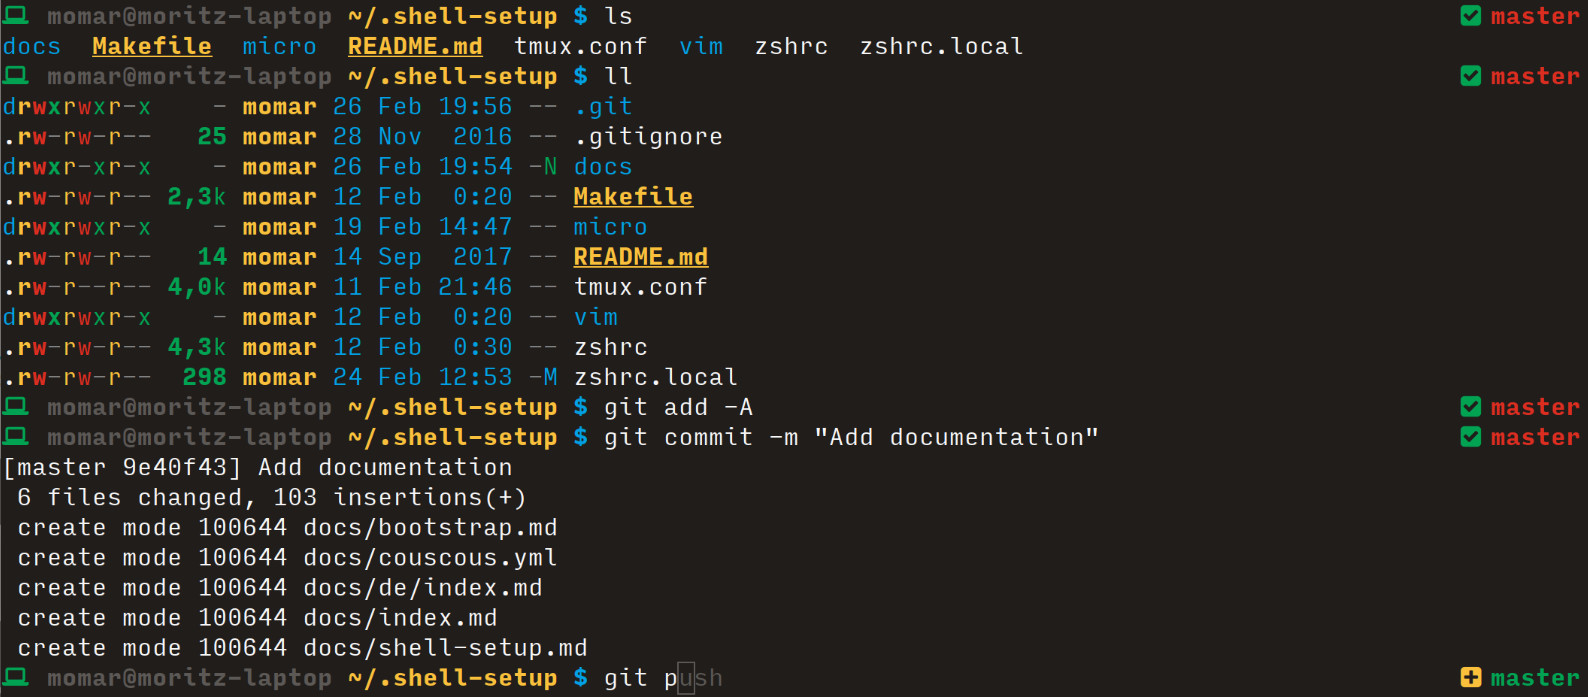 momar@moritz-laptop ~/.shell-setup $ ls master
docs Makefile micro README.md tmux.conf vim zshrc zshrc.local
momar@moritz-laptop ~/.shell-setup $ ll master
drwxrwxr-x - momar 26 Feb 19:56 -- .git
.rw-rw-r-- 25 momar 28 Nov 2016 -- .gitignore
drwxr-xr-x - momar 26 Feb 19:54 -N docs
.rw-rw-r-- 2,3k momar 12 Feb 0:20 -- Makefile
drwxrwxr-x - momar 19 Feb 14:47 -- micro
.rw-rw-r-- 14 momar 14 Sep 2017 -- README.md
.rw-r--r-- 4,0k momar 11 Feb 21:46 -- tmux.conf
drwxrwxr-x - momar 12 Feb 0:20 -- vim
.rw-rw-r-- 4,3k momar 12 Feb 0:30 -- zshrc
.rw-rw-r-- 298 momar 24 Feb 12:53 -M zshrc.local
momar@moritz-laptop ~/.shell-setup $ git add -A master
momar@moritz-laptop ~/.shell-setup $ git commit -m "Add documentation" master
[master 9e40f43] Add documentation
6 files changed, 103 insertions(+)
create mode 100644 docs/bootstrap.md
create mode 100644 docs/couscous.yml
create mode 100644 docs/de/index.md
create mode 100644 docs/index.md
create mode 100644 docs/shell-setup.md
momar@moritz-laptop ~/.shell-setup $ git push master